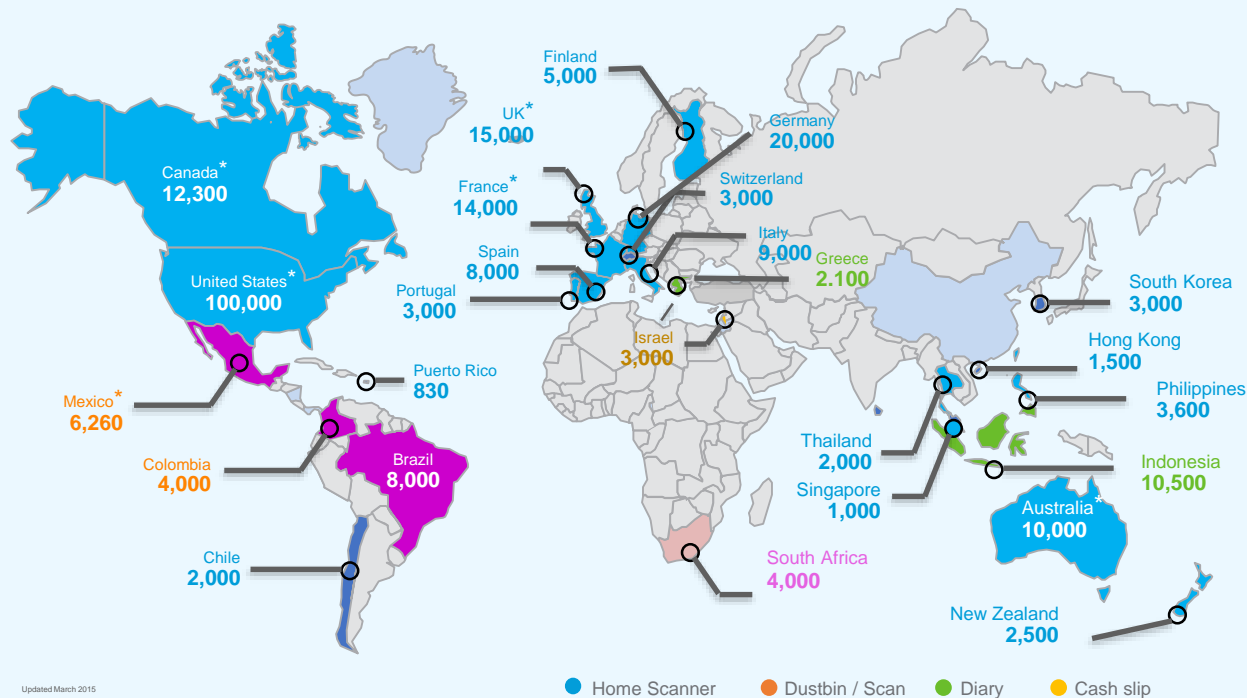 Finland
5,000
UK*
15,000
Germany
20,000
Canada*
12,300
France*
14,000
Switzerland
3,000
Spain
8,000
Italy
9,000
Greece
2.100
United States*
100,000
Portugal
3,000
South Korea
3,000
Israel
3,000
Hong Kong
1,500
Puerto Rico
830
Mexico*
6,260
Philippines
3,600
Thailand
2,000
Colombia
4,000
Brazil
8,000
Indonesia
10,500
Singapore
1,000
Australia*
10,000
Chile
2,000
South Africa
4,000
New Zealand
2,500
Updated March 2015
Home Scanner
Dustbin / Scan
Diary
Cash slip